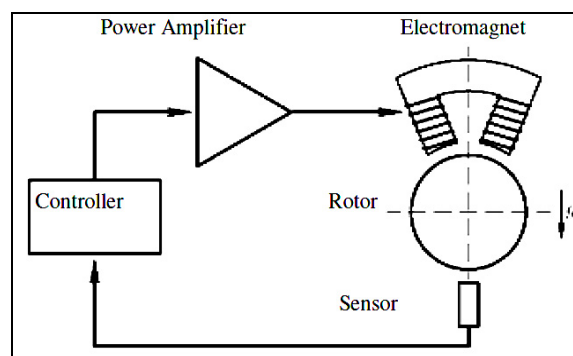 Power Amplifier
Electromagnet
Controller
Rotor
Sensor